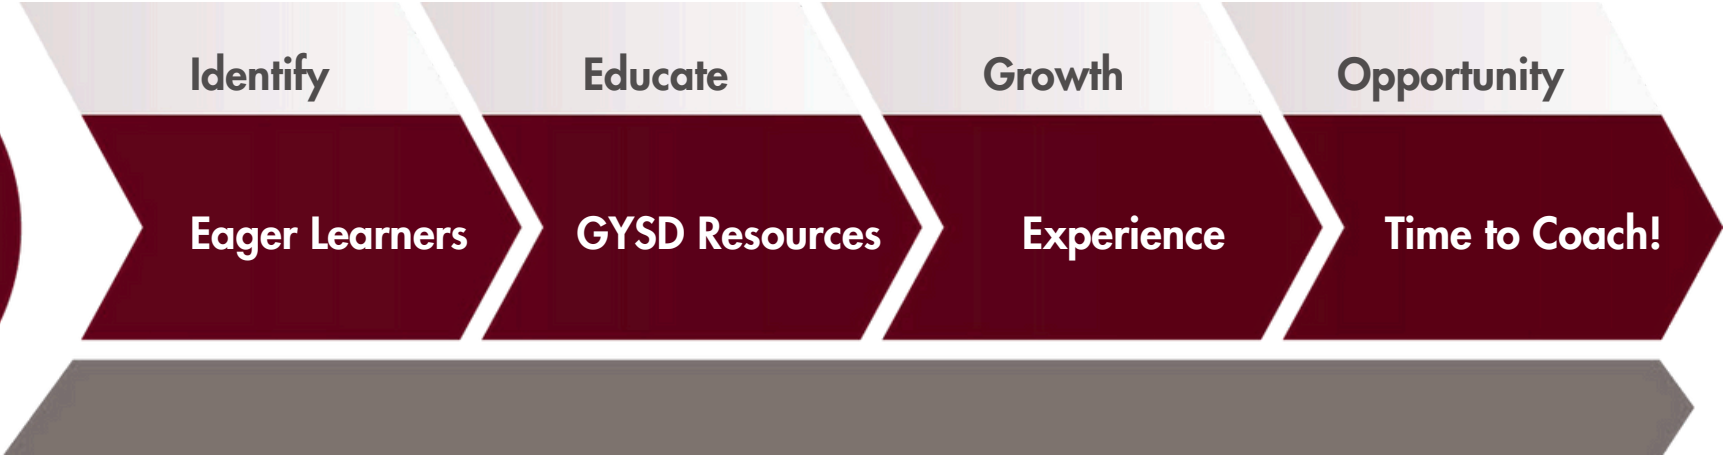 Identify
Educate
Growth
Opportunity
Eager Learners
GYSD Resources
Experience
Time to Coach!